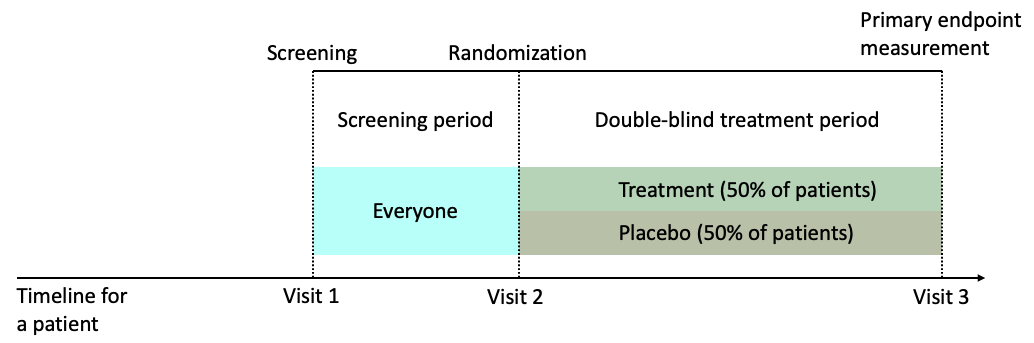 Primary endpoint
measurement
Screening
Randomization
Screening period
Double-blind treatment period
Everyone
Treatment (50% of patients)
Placebo (50% of patients)
Timeline for
a patient
Visit 1
Visit 2
Visit 3